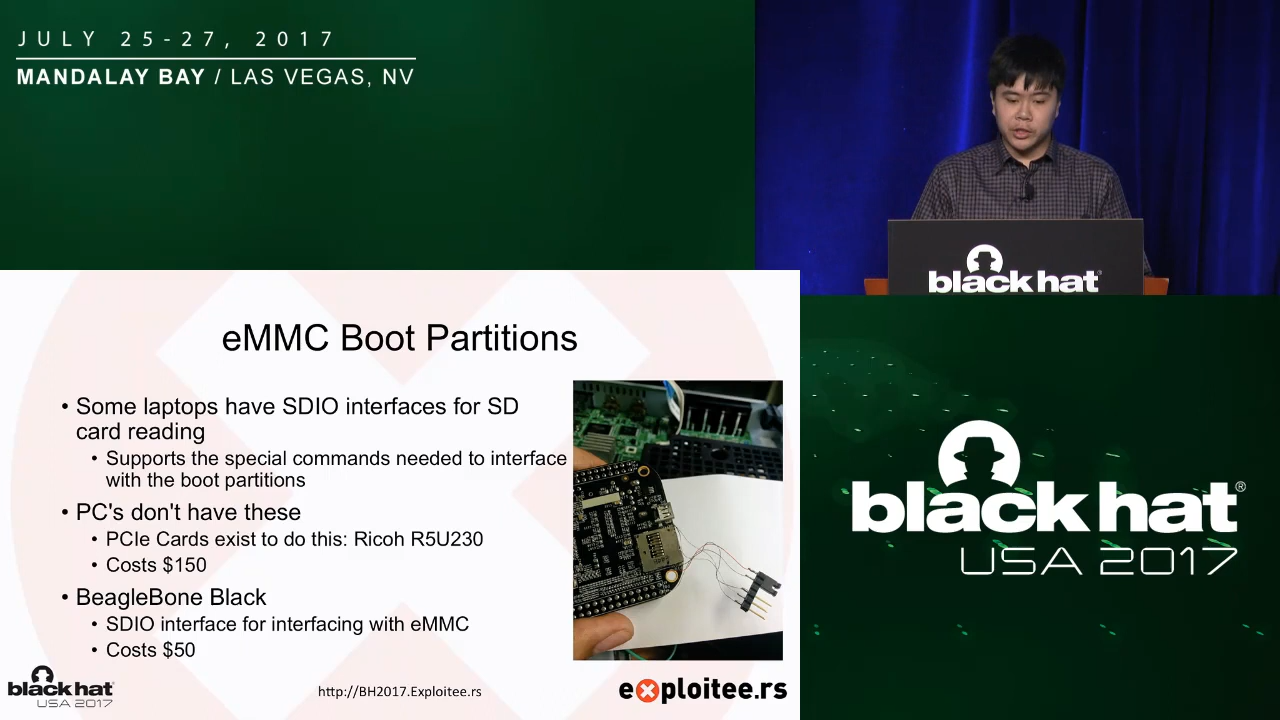 JULY 25-27, 2017
MANDALAY BAY / LAS VEGAS, NV
black hat
eMMC Boot Partitions
• Some laptops have SDIO interfaces for SD
card reading
• Supports the special commands needed to interface
with the boot partitions
• PC's don't have these
• PCIe Cards exist to do this: Ricoh R5U230
• Costs $150
• BeagleBone Black
• SDIO interface for interfacing with eMMC
• Costs $50
black hat
USA 2017
http://BH2017.Exploitee.rs
exploitee.rs
black hat®
USA 2017